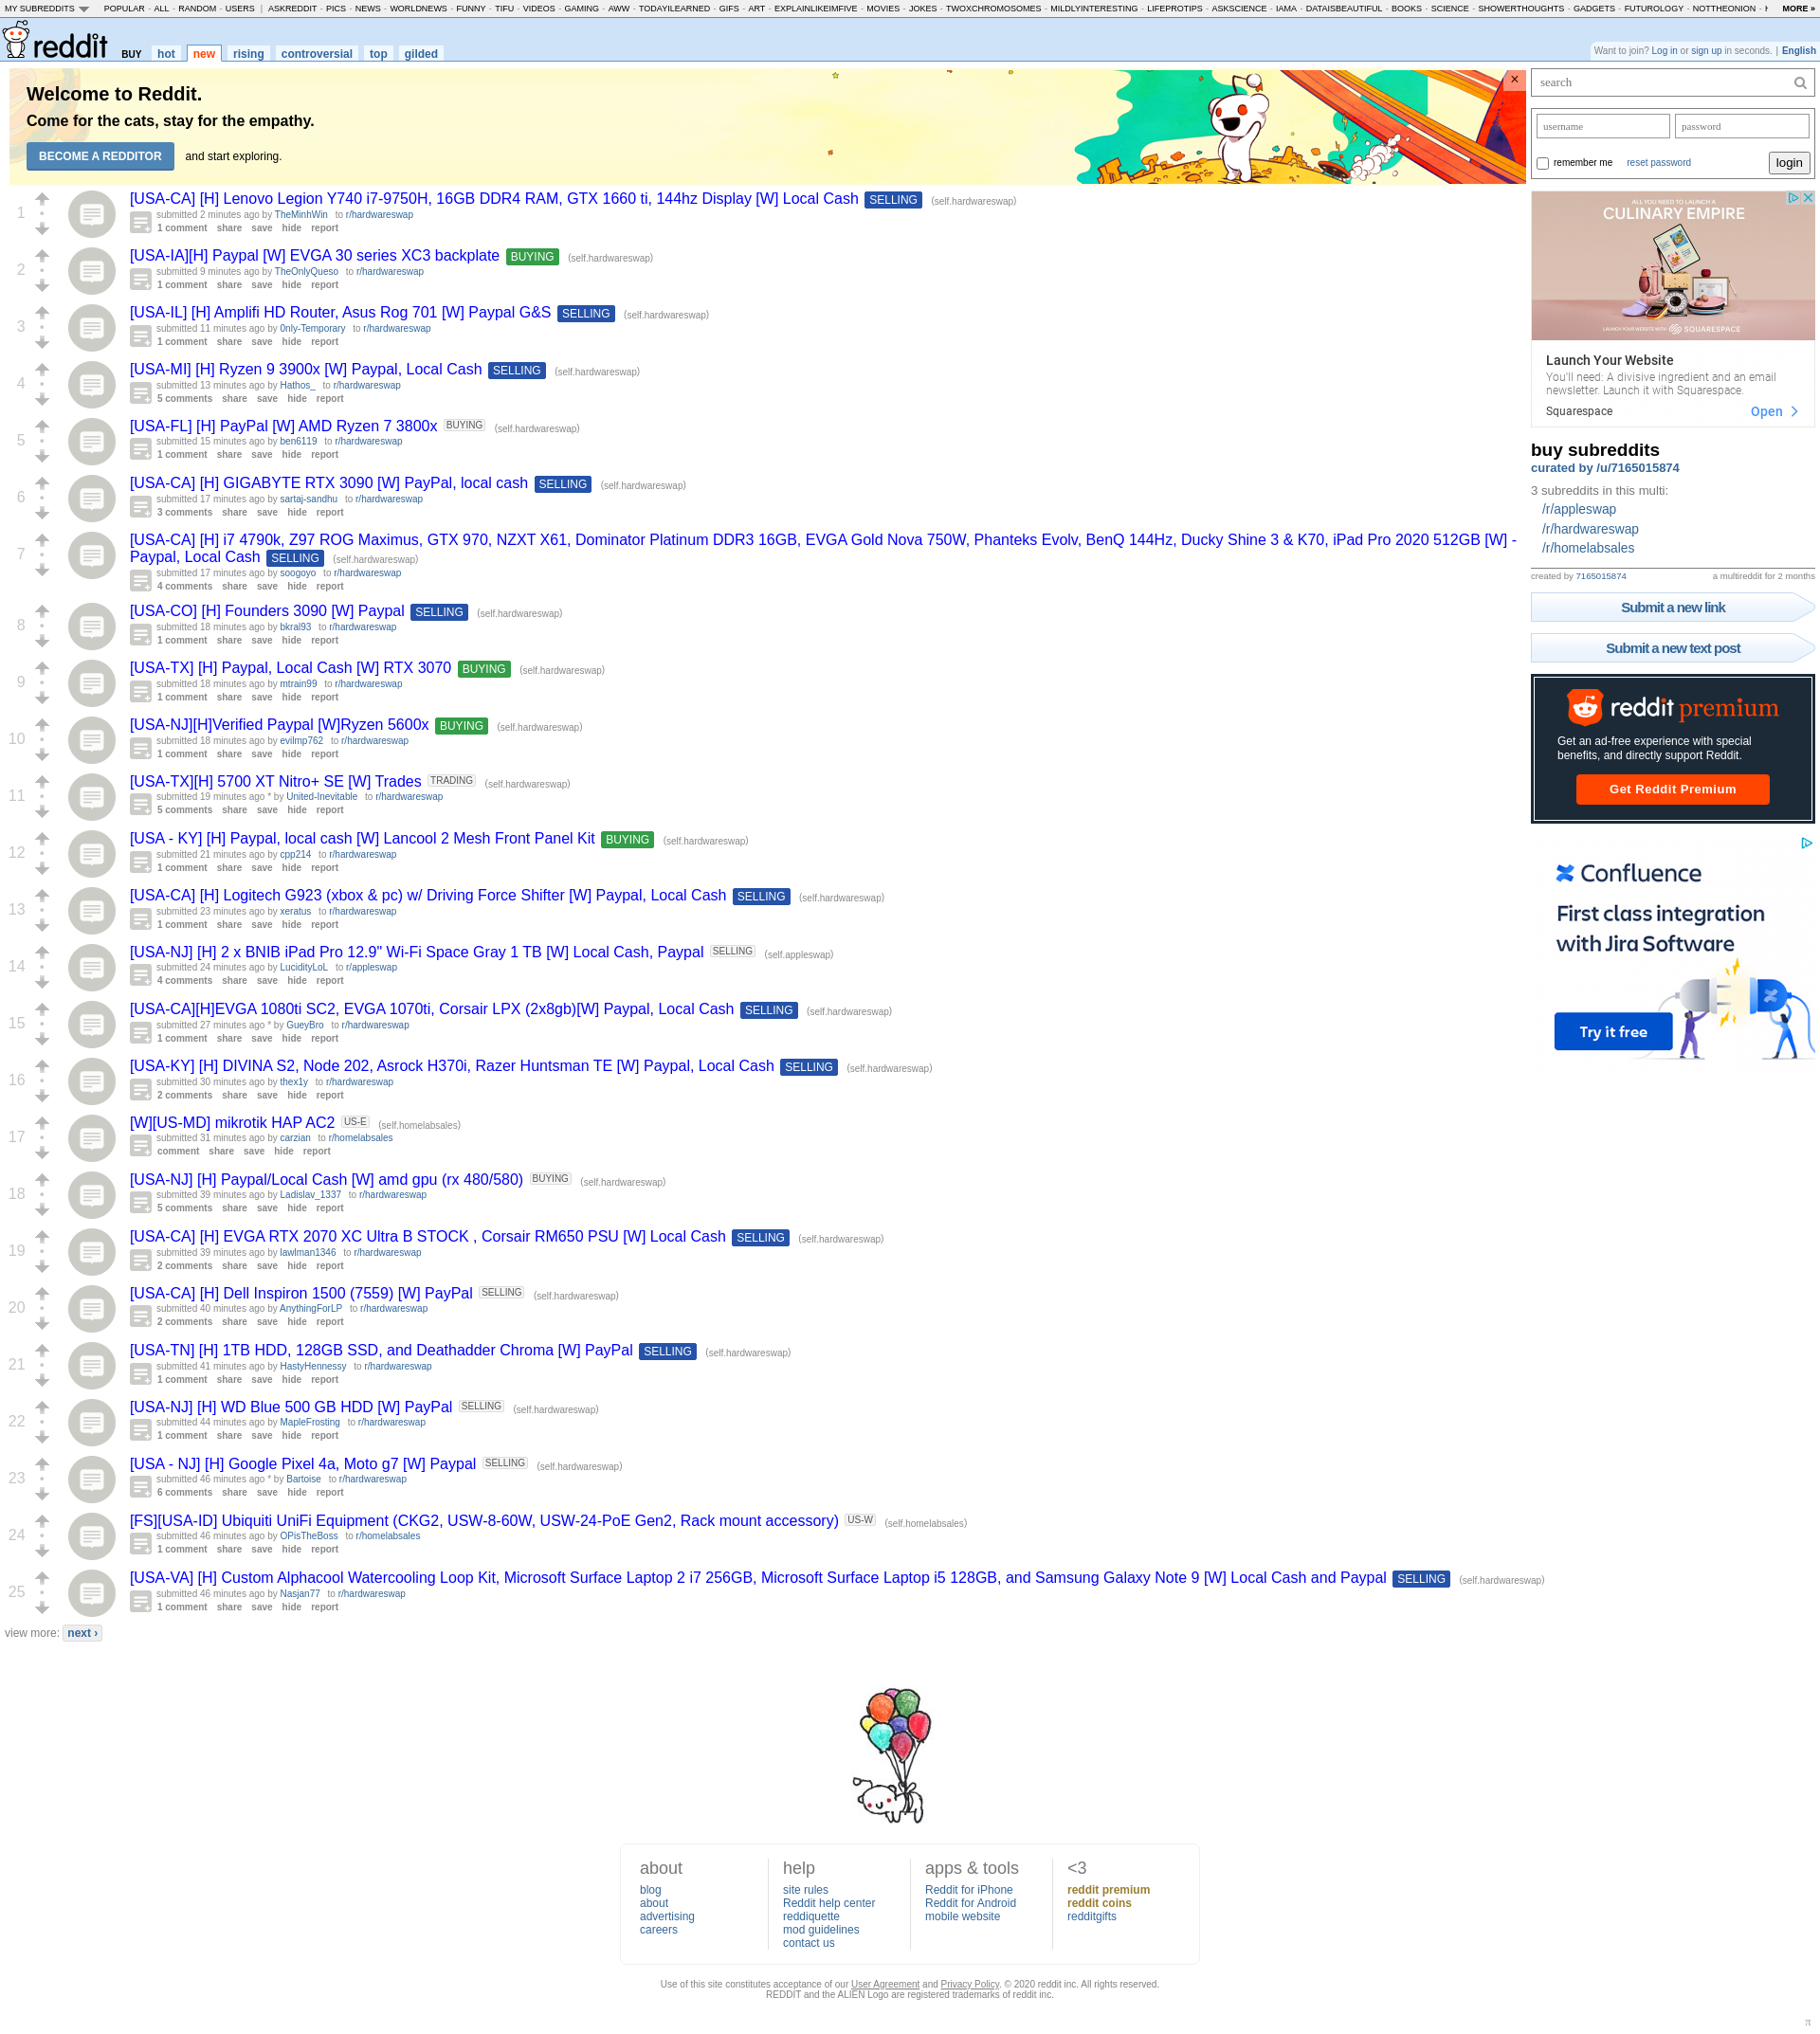 MY SUBREDDITS POPULAR - ALL - RANDOM - USERS | ASKREDDIT - PICS - NEWS - WORLDNEWS - FUNNY - TIFU - VIDEOS - GAMING - AWW - TODAYILEARNED - GIFS - ART - EXPLAINLIKEIMFIVE - MOVIES - JOKES - TWOXCHROMOSOMES - MILDLYINTERESTING - LIFEPROTIPS - ASKSCIENCE - IAMA - DATAISBEAUTIFUL - BOOKS - SCIENCE - SHOWERTHOUGHTS - GADGETS - FUTUROLOGY - NOTTHEONION - MORE »
reddit BUY hot new rising controversial top gilded
Want to join? Log in or sign up in seconds. | English
Welcome to Reddit.
Come for the cats, stay for the empathy.
BECOME A REDDITOR and start exploring.
×
1
[USA-CA] [H] Lenovo Legion Y740 i7-9750H, 16GB DDR4 RAM, GTX 1660 ti, 144hz Display [W] Local Cash SELLING (self.hardwareswap)
submitted 2 minutes ago by TheMinhWin to r/hardwareswap
1 comment share save hide report
2
[USA-IA][H] Paypal [W] EVGA 30 series XC3 backplate BUYING (self.hardwareswap)
submitted 9 minutes ago by TheOnlyQueso to r/hardwareswap
1 comment share save hide report
3
[USA-IL] [H] Amplifi HD Router, Asus Rog 701 [W] Paypal G&S SELLING (self.hardwareswap)
submitted 11 minutes ago by 0nly-Temporary to r/hardwareswap
1 comment share save hide report
4
[USA-MI] [H] Ryzen 9 3900x [W] Paypal, Local Cash SELLING (self.hardwareswap)
submitted 13 minutes ago by Hathos_ to r/hardwareswap
5 comments share save hide report
5
[USA-FL] [H] PayPal [W] AMD Ryzen 7 3800x BUYING (self.hardwareswap)
submitted 15 minutes ago by ben6119 to r/hardwareswap
1 comment share save hide report
6
[USA-CA] [H] GIGABYTE RTX 3090 [W] PayPal, local cash SELLING (self.hardwareswap)
submitted 17 minutes ago by sartaj-sandhu to r/hardwareswap
3 comments share save hide report
7
[USA-CA] [H] i7 4790k, Z97 ROG Maximus, GTX 970, NZXT X61, Dominator Platinum DDR3 16GB, EVGA Gold Nova 750W, Phanteks Evolv, BenQ 144Hz, Ducky Shine 3 & K70, iPad Pro 2020 512GB [W] -
Paypal, Local Cash SELLING (self.hardwareswap)
submitted 17 minutes ago by soogoyo to r/hardwareswap
4 comments share save hide report
8
[USA-CO] [H] Founders 3090 [W] Paypal SELLING (self.hardwareswap)
submitted 18 minutes ago by bkral93 to r/hardwareswap
1 comment share save hide report
9
[USA-TX] [H] Paypal, Local Cash [W] RTX 3070 BUYING (self.hardwareswap)
submitted 18 minutes ago by mtrain99 to r/hardwareswap
1 comment share save hide report
10
[USA-NJ][H]Verified Paypal [W]Ryzen 5600x BUYING (self.hardwareswap)
submitted 18 minutes ago by evilmp762 to r/hardwareswap
1 comment share save hide report
11
[USA-TX][H] 5700 XT Nitro+ SE [W] Trades TRADING (self.hardwareswap)
submitted 19 minutes ago * by United-Inevitable to r/hardwareswap
5 comments share save hide report
12
[USA - KY] [H] Paypal, local cash [W] Lancool 2 Mesh Front Panel Kit BUYING (self.hardwareswap)
submitted 21 minutes ago by cpp214 to r/hardwareswap
1 comment share save hide report
13
[USA-CA] [H] Logitech G923 (xbox & pc) w/ Driving Force Shifter [W] Paypal, Local Cash SELLING (self.hardwareswap)
submitted 23 minutes ago by xeratus to r/hardwareswap
1 comment share save hide report
14
[USA-NJ] [H] 2 x BNIB iPad Pro 12.9" Wi-Fi Space Gray 1 TB [W] Local Cash, Paypal SELLING (self.appleswap)
submitted 24 minutes ago by LucidityLoL to r/appleswap
4 comments share save hide report
15
[USA-CA][H]EVGA 1080ti SC2, EVGA 1070ti, Corsair LPX (2x8gb)[W] Paypal, Local Cash SELLING (self.hardwareswap)
submitted 27 minutes ago * by GueyBro to r/hardwareswap
1 comment share save hide report
16
[USA-KY] [H] DIVINA S2, Node 202, Asrock H370i, Razer Huntsman TE [W] Paypal, Local Cash SELLING (self.hardwareswap)
submitted 30 minutes ago by thex1y to r/hardwareswap
2 comments share save hide report
17
[W][US-MD] mikrotik HAP AC2 US-E (self.homelabsales)
submitted 31 minutes ago by carzian to r/homelabsales
comment share save hide report
18
[USA-NJ] [H] Paypal/Local Cash [W] amd gpu (rx 480/580) BUYING (self.hardwareswap)
submitted 39 minutes ago by Ladislav_1337 to r/hardwareswap
5 comments share save hide report
19
[USA-CA] [H] EVGA RTX 2070 XC Ultra B STOCK , Corsair RM650 PSU [W] Local Cash SELLING (self.hardwareswap)
submitted 39 minutes ago by lawlman1346 to r/hardwareswap
2 comments share save hide report
20
[USA-CA] [H] Dell Inspiron 1500 (7559) [W] PayPal SELLING (self.hardwareswap)
submitted 40 minutes ago by AnythingForLP to r/hardwareswap
2 comments share save hide report
21
[USA-TN] [H] 1TB HDD, 128GB SSD, and Deathadder Chroma [W] PayPal SELLING (self.hardwareswap)
submitted 41 minutes ago by HastyHennessy to r/hardwareswap
1 comment share save hide report
22
[USA-NJ] [H] WD Blue 500 GB HDD [W] PayPal SELLING (self.hardwareswap)
submitted 44 minutes ago by MapleFrosting to r/hardwareswap
1 comment share save hide report
23
[USA - NJ] [H] Google Pixel 4a, Moto g7 [W] Paypal SELLING (self.hardwareswap)
submitted 46 minutes ago * by Bartoise to r/hardwareswap
6 comments share save hide report
24
[FS][USA-ID] Ubiquiti UniFi Equipment (CKG2, USW-8-60W, USW-24-PoE Gen2, Rack mount accessory) US-W (self.homelabsales)
submitted 46 minutes ago by OPisTheBoss to r/homelabsales
1 comment share save hide report
25
[USA-VA] [H] Custom Alphacool Watercooling Loop Kit, Microsoft Surface Laptop 2 i7 256GB, Microsoft Surface Laptop i5 128GB, and Samsung Galaxy Note 9 [W] Local Cash and Paypal SELLING (self.hardwareswap)
submitted 46 minutes ago by Nasjan77 to r/hardwareswap
1 comment share save hide report
view more: next ›
search
username password
remember me reset password login
ALL YOU NEED TO LAUNCH A
CULINARY EMPIRE
LAUNCH YOUR WEBSITE WITH SQUARESPACE
Launch Your Website
You'll need: A divisive ingredient and an email
newsletter. Launch it with Squarespace.
Squarespace Open
buy subreddits
curated by /u/7165015874
3 subreddits in this multi:
/r/appleswap
/r/hardwareswap
/r/homelabsales
created by 7165015874 a multireddit for 2 months
Submit a new link
Submit a new text post
reddit premium
Get an ad-free experience with special
benefits, and directly support Reddit.
Get Reddit Premium
Confluence
First class integration
with Jira Software
Try it free
about
blog
about
advertising
careers
help
site rules
Reddit help center
reddiquette
mod guidelines
contact us
apps & tools
Reddit for iPhone
Reddit for Android
mobile website
<3
reddit premium
reddit coins
redditgifts
Use of this site constitutes acceptance of our User Agreement and Privacy Policy. © 2020 reddit inc. All rights reserved.
REDDIT and the ALIEN Logo are registered trademarks of reddit inc.
π